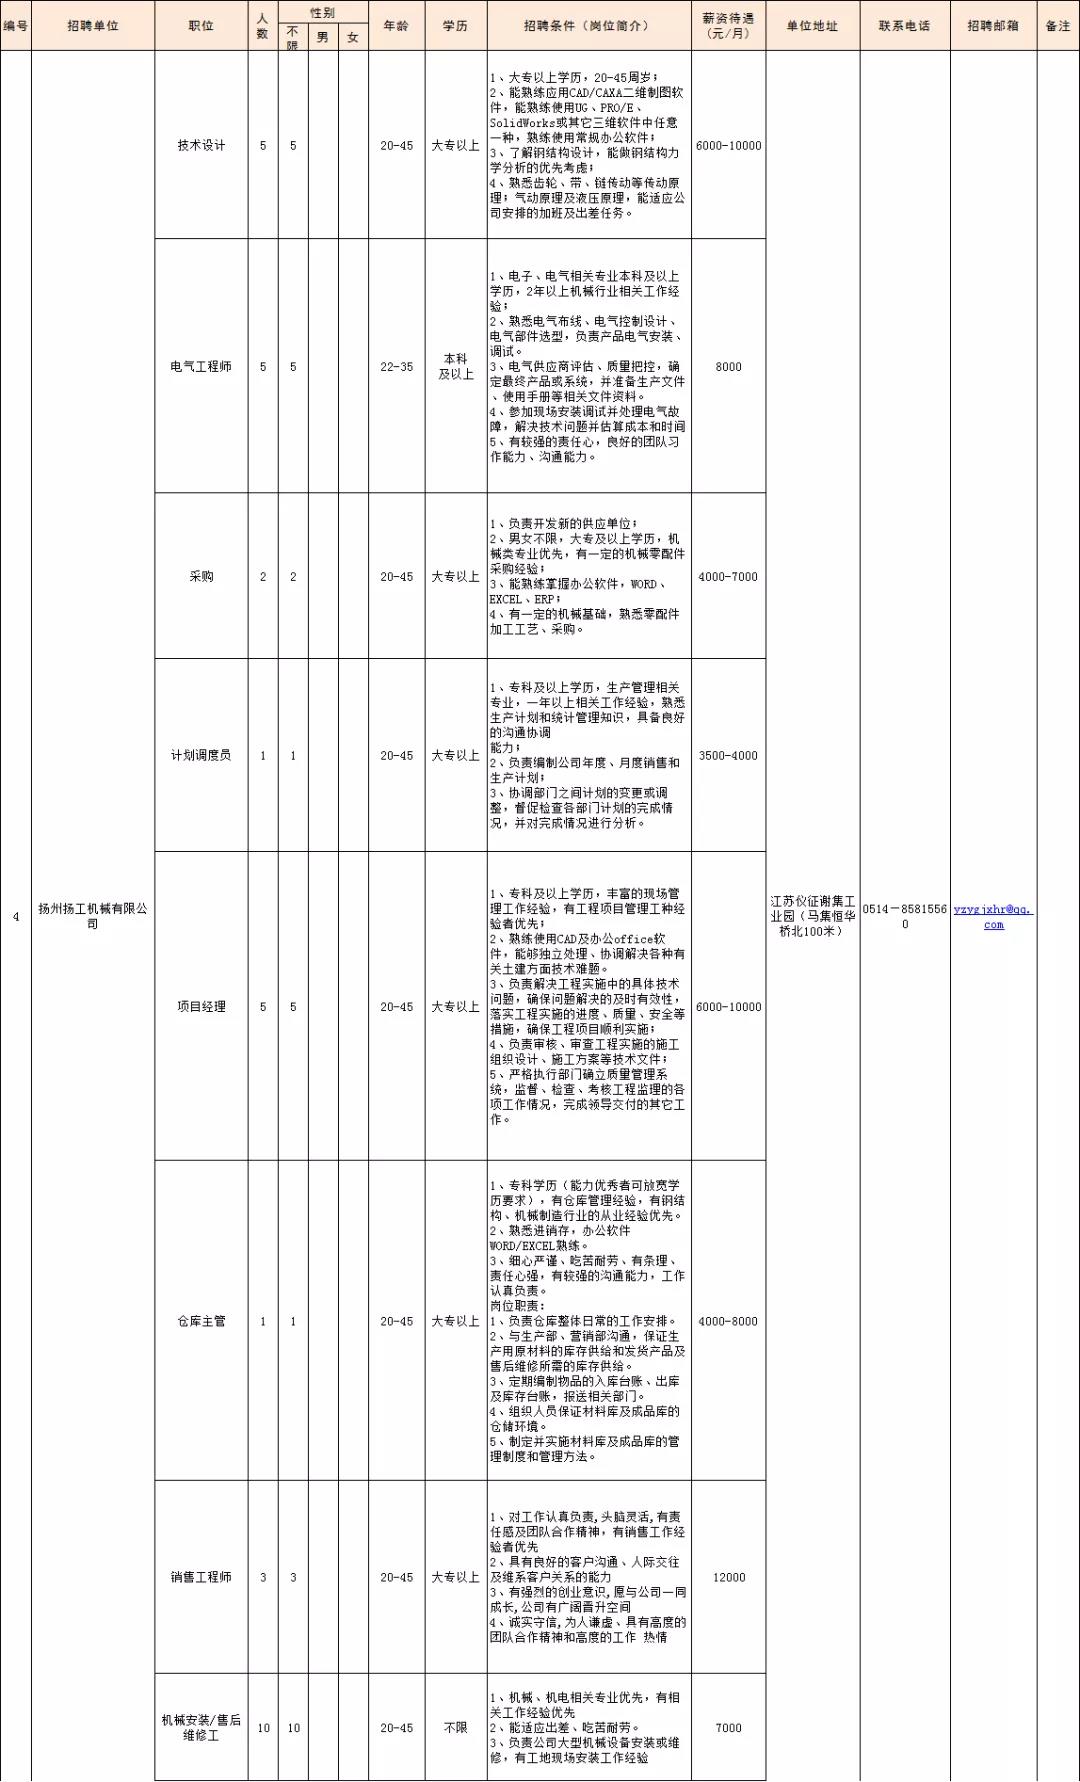 编号
招聘单位
职位
人
数
性别
不
限
男
女
年龄
学历
招聘条件（岗位简介）
薪资待遇
（元/月）
单位地址
联系电话
招聘邮箱
备注
4
扬州扬工机械有限公
司
技术设计
5
5
20-45
大专以上
1、大专以上学历，20-45周岁；
2、能熟练应用CAD/CAXA二维制图软
件，能熟练使用UG、PRO/E、
SolidWorks或其它三维软件中任意
一种，熟练使用常规办公软件；
3、了解钢结构设计，能做钢结构力
学分析的优先考虑；
4、熟悉齿轮、带、链传动等传动原
理；气动原理及液压原理，能适应公
司安排的加班及出差任务。
6000-10000
电气工程师
5
5
22-35
本科
及以上
1、电子、电气相关专业本科及以上
学历，2年以上机械行业相关工作经
验；
2、熟悉电气布线、电气控制设计、
电气部件选型，负责产品电气安装、
调试。
3、电气供应商评估、质量把控，确
定最终产品或系统，并准备生产文件
、使用手册等相关文件资料。
4、参加现场安装调试并处理电气故
障，解决技术问题并估算成本和时间
5、有较强的责任心，良好的团队习
作能力、沟通能力。
8000
采购
2
2
20-45
大专以上
1、负责开发新的供应单位；
2、男女不限，大专及以上学历，机
械类专业优先，有一定的机械零配件
采购经验；
3、能熟练掌握办公软件，WORD、
EXCEL、ERP；
4、有一定的机械基础，熟悉零配件
加工工艺、采购。
4000-7000
计划调度员
1
1
20-45
大专以上
1、专科及以上学历，生产管理相关
专业，一年以上相关工作经验，熟悉
生产计划和统计管理知识，具备良好
的沟通协调
能力；
2、负责编制公司年度、月度销售和
生产计划；
3、协调部门之间计划的变更或调
整，督促检查各部门计划的完成情
况，并对完成情况进行分析。
3500-4000
项目经理
5
5
20-45
大专以上
1、专科及以上学历，丰富的现场管
理工作经验，有工程项目管理工种经
验者优先；
2、熟练使用CAD及办公office软
件，能够独立处理、协调解决各种有
关土建方面技术难题。
3、负责解决工程实施中的具体技术
问题，确保问题解决的及时有效性，
落实工程实施的进度、质量、安全等
措施，确保工程项目顺利实施；
4、负责审核、审查工程实施的施工
组织设计、施工方案等技术文件；
5、严格执行部门确立质量管理系
统，监督、检查、考核工程监理的各
项工作情况，完成领导交付的其它工
作。
6000-10000
江苏仪征谢集工
业园（马集恒华
桥北100米）
0514－8581556
0
yzygjxhr@qq.
com
仓库主管
1
1
20-45
大专以上
1、专科学历（能力优秀者可放宽学
历要求），有仓库管理经验，有钢结
构、机械制造行业的从业经验优先。
2、熟悉进销存，办公软件
WORD/EXCEL熟练。
3、细心严谨、吃苦耐劳、有条理、
责任心强，有较强的沟通能力，工作
认真负责。
岗位职责：
1、负责仓库整体日常的工作安排。
2、与生产部、营销部沟通，保证生
产用原材料的库存供给和发货产品及
售后维修所需的库存供给。
3、定期编制物品的入库台账、出库
及库存台账，报送相关部门。
4、组织人员保证材料库及成品库的
仓储环境。
5、制定并实施材料库及成品库的管
理制度和管理方法。
4000-8000
销售工程师
3
3
20-45
大专以上
1、对工作认真负责,头脑灵活,有责
任感及团队合作精神，有销售工作经
验者优先
2、具有良好的客户沟通、人际交往
及维系客户关系的能力
3、有强烈的创业意识,愿与公司一同
成长,公司有广阔晋升空间
4、诚实守信,为人谦虚、具有高度的
团队合作精神和高度的工作 热情
12000
机械安装/售后
维修工
10
10
20-45
不限
1、机械、机电相关专业优先，有相
关工作经验优先
2、能适应出差、吃苦耐劳。
3、负责公司大型机械设备安装或维
修，有工地现场安装工作经验
7000